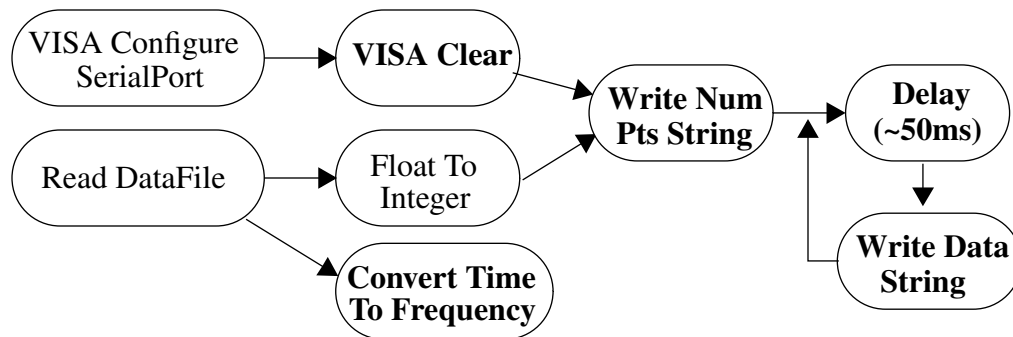 VISA Configure
SerialPort
VISA Clear
Write Num
Pts String
Delay
(~50ms)
Read DataFile
Float To
Integer
Write Data
String
Convert Time
To Frequency